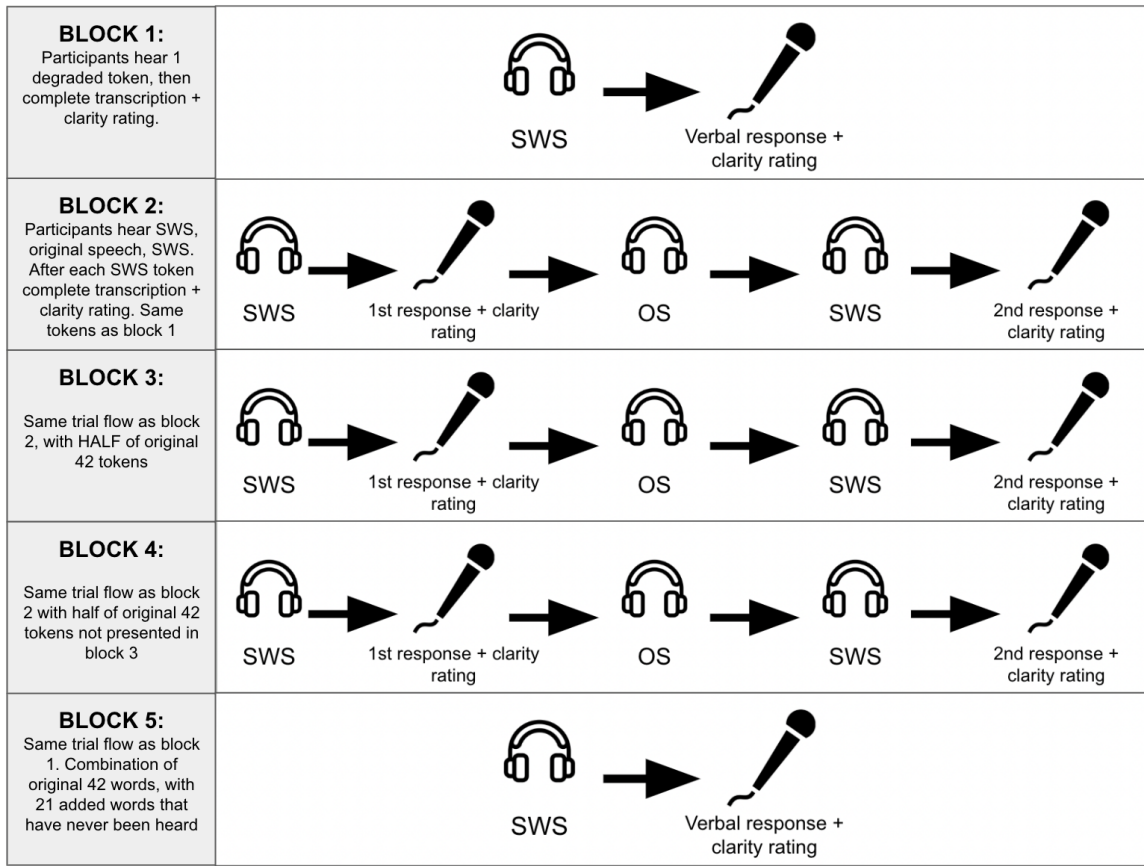 BLOCK 1:
Participants hear 1
degraded token, then
complete transcription +
clarity rating.
SWS
Verbal response +
clarity rating
BLOCK 2:
Participants hear SWS,
original speech, SWS.
After each SWS token
complete transcription +
clarity rating. Same
tokens as block 1
SWS
1st response + clarity
rating
OS
SWS
2nd response +
clarity rating
BLOCK 3:
Same trial flow as block
2, with HALF of original
42 tokens
SWS
1st response + clarity
rating
OS
SWS
2nd response +
clarity rating
BLOCK 4:
Same trial flow as block
2 with half of original 42
tokens not presented in
block 3
SWS
1st response + clarity
rating
OS
SWS
2nd response +
clarity rating
BLOCK 5:
Same trial flow as block
1. Combination of
original 42 words, with
21 added words that
have never been heard
SWS
Verbal response +
clarity rating